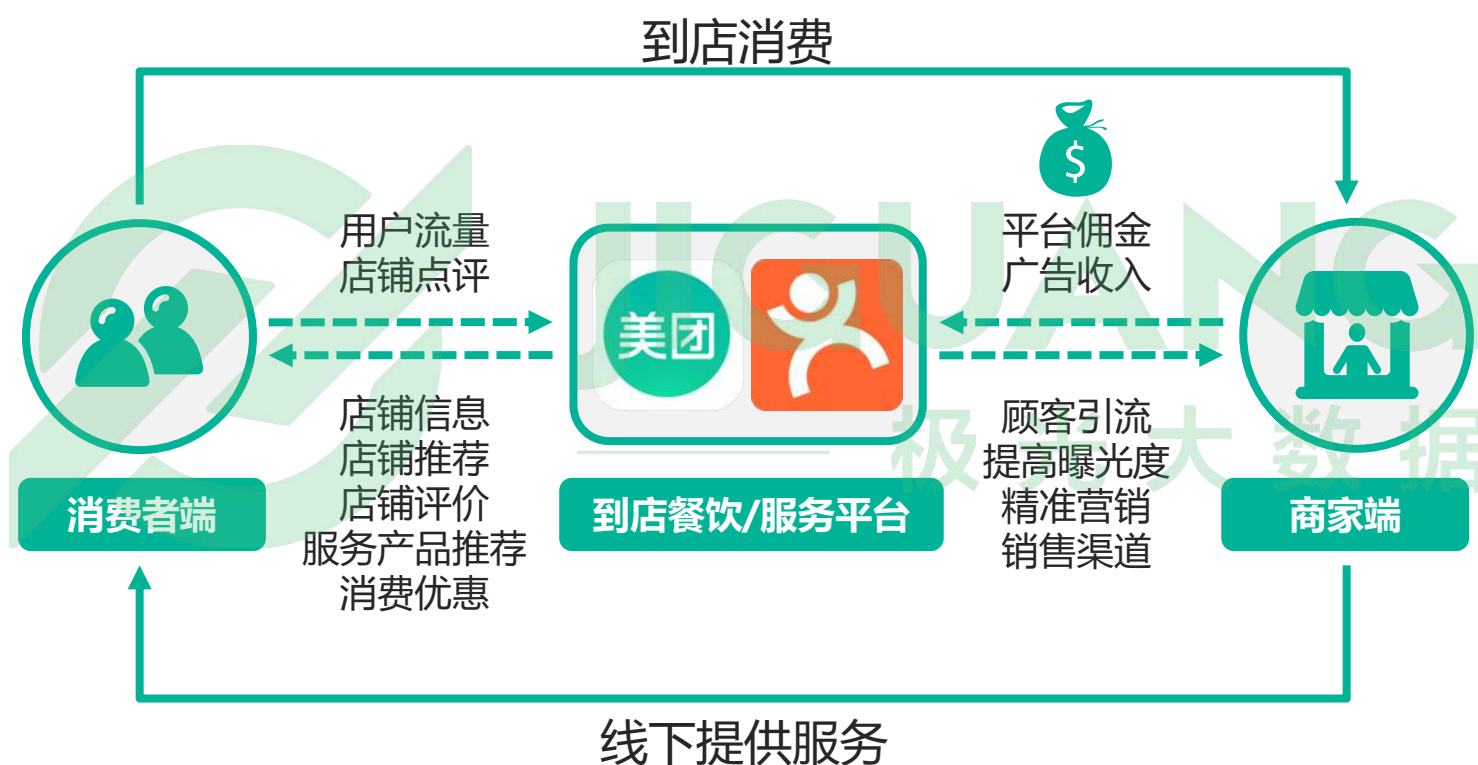 到店消费
$
用户流量
店铺点评
平台佣金
广告收入
JIGUANG
极光大数据
美团
店铺信息
店铺推荐
店铺评价
服务产品推荐
消费优惠
顾客引流
提高曝光度
精准营销
销售渠道
消费者端
到店餐饮/服务平台
商家端
线下提供服务